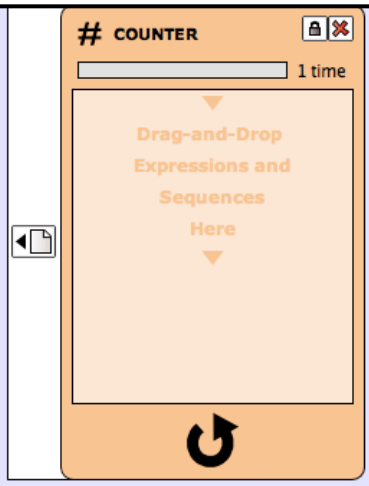 # COUNTER
1 time
Drag-and-Drop
Expressions and
Sequences
Here